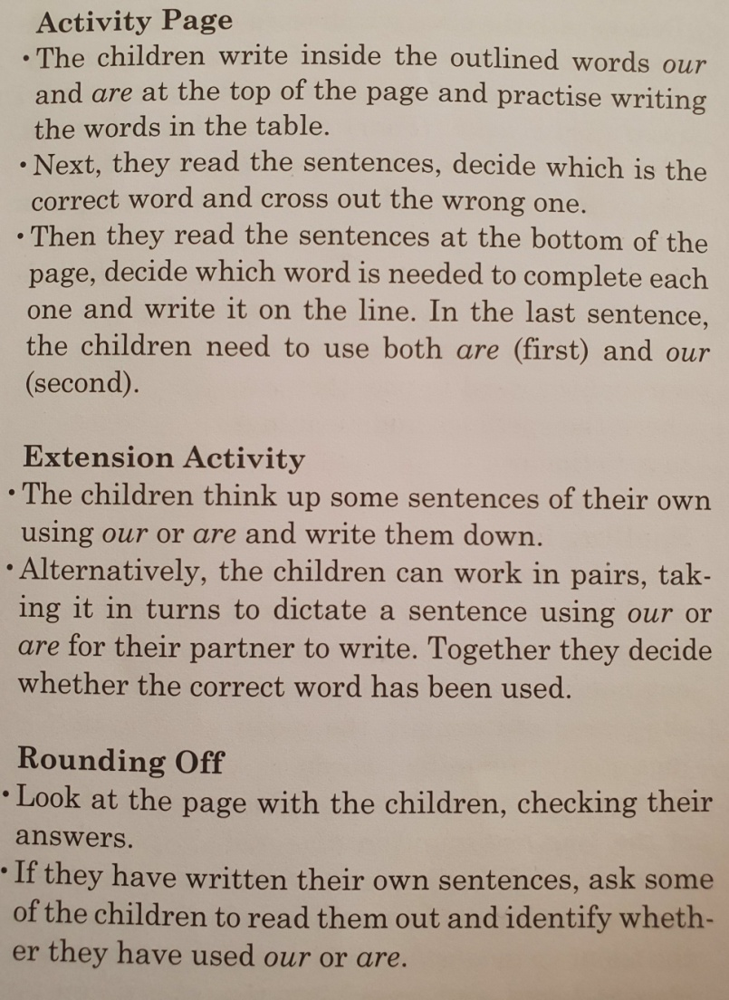 Activity Page
• The children write inside the outlined words our
and are at the top of the page and practise writing
the words in the table.
• Next, they read the sentences, decide which is the
correct word and cross out the wrong one.
• Then they read the sentences at the bottom of the
page, decide which word is needed to complete each
one and write it on the line. In the last sentence,
the children need to use both are (first) and our
(second).
Extension Activity
• The children think up some sentences of their own
using our or are and write them down.
• Alternatively, the children can work in pairs, tak-
ing it in turns to dictate a sentence using our or
are for their partner to write. Together they decide
whether the correct word has been used.
Rounding Off
• Look at the page with the children, checking their
answers.
• If they have written their own sentences, ask some
of the children to read them out and identify wheth-
er they have used our or are.